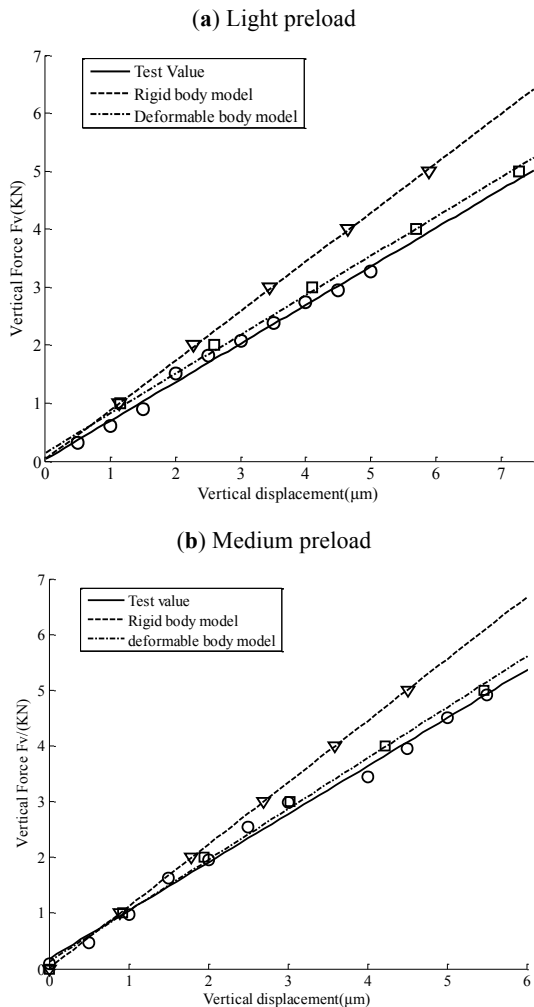 (a) Light preload
7
6
5
4
3
2
1
0
Vertical Force Fv(KN)
Test Value
Rigid body model
Deformable body model
0 1 2 3 4 5 6 7
Vertical displacement(μm)
(b) Medium preload
7
6
5
4
3
2
1
0
Vertical Force Fv/(KN)
Test value
Rigid body model
deformable body model
0 1 2 3 4 5 6
Vertical displacement(μm)